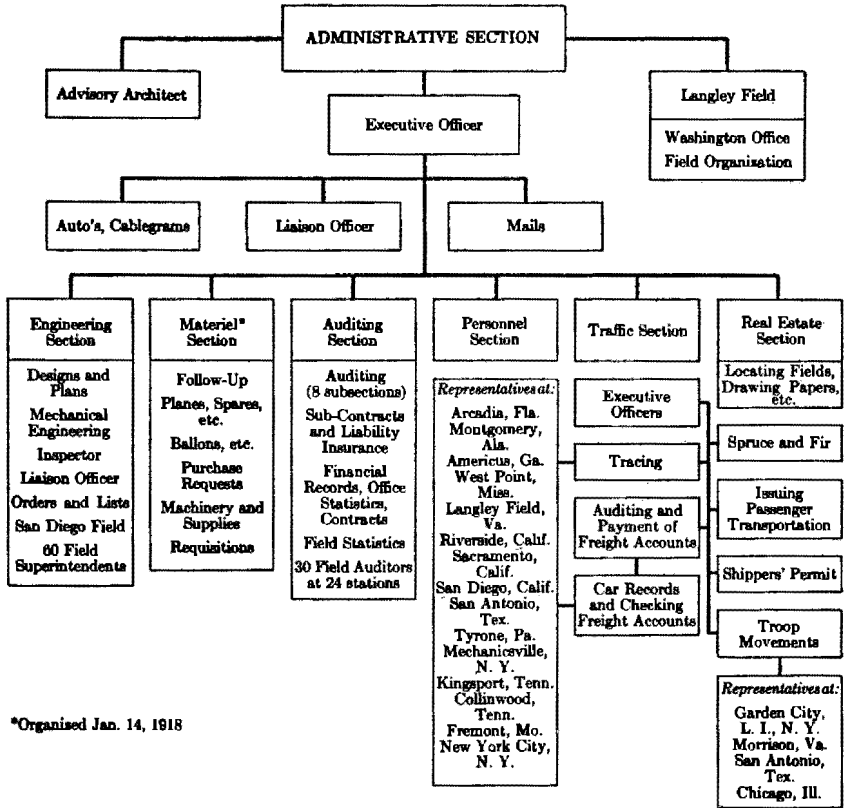 ADMINISTRATIVE SECTION
Advisory Architect
Executive Officer
Langley Field
Washington Office
Field Organization
Auto's, Cablegrams
Liaison Officer
Mails
Engineering
Section
Designs and
Plans
Mechanical
Engineering
Inspector
Liaison Officer
Orders and Lists
San Diego Field
60 Field
Superintendents
Materiel*
Section
Follow-Up
Planes, Spares,
etc.
Ballons, etc.
Purchase
Requests
Machinery and
Supplies
Requisitions
Auditing
Section
Auditing
(8 subsections)
Sub-Contracts
and Liability
Insurance
Financial
Records, Office
Statistics,
Contracts
Field Statistics
30 Field Auditors
at 24 stations
Personnel
Section
Representatives at:
Arcadia, Fla.
Montgomery,
Ala.
Americus, Ga.
West Point,
Miss.
Langley Field,
Va.
Riverside, Calif.
Sacramento,
Calif.
San Diego, Calif.
San Antonio,
Tex.
Tyrone, Pa.
Mechanicsville,
N. Y.
Kingsport, Tenn.
Collinwood,
Tenn.
Fremont, Mo.
New York City,
N. Y.
Traffic Section
Executive
Officers
Tracing
Auditing and
Payment of
Freight Accounts
Car Records
and Checking
Freight Accounts
Real Estate
Section
Locating Fields,
Drawing Papers,
etc.
Spruce and Fir
Issuing
Passenger
Transportation
Shippers' Permit
Troop
Movements
Representatives at:
Garden City,
L. I., N. Y.
Morrison, Va.
San Antonio,
Tex.
Chicago, Ill.
*Organised Jan. 14, 1918